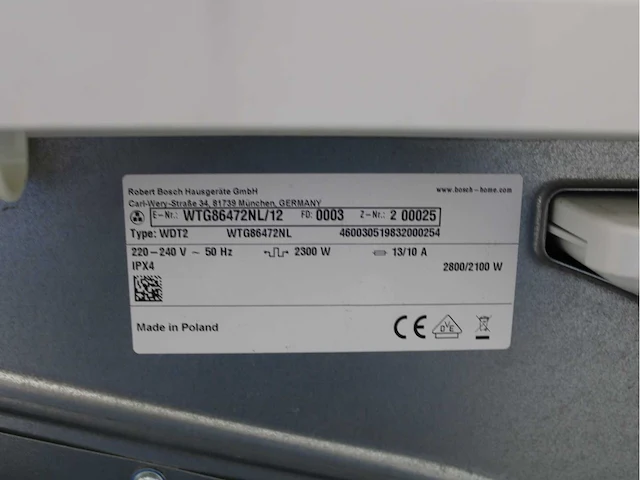 Robert Bosch Hausgeräte GmbH www.bosch-home.com
Carl-Wery-Straße 34, 81739 München, GERMANY
E-Nr.: WTG86472NL/12 FD: 0003 Z-Nr.: 2 00025
Type: WDT2 WTG86472NL 460030519832000254
220-240 V ~ 50 Hz 2300 W 13/10 A
IPX4 2800/2100 W
Made in Poland CE DVE